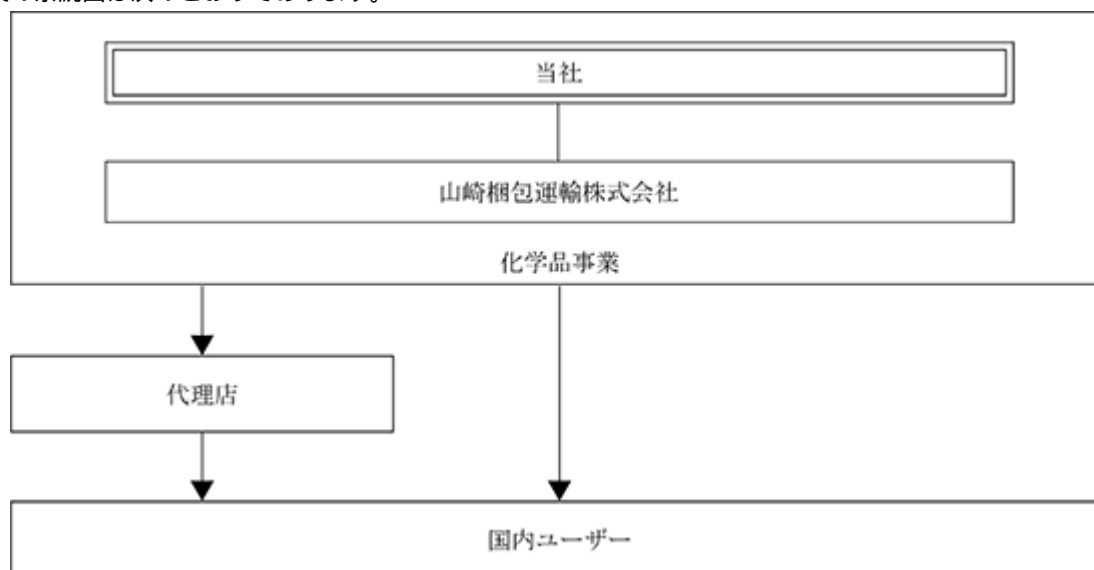 当社
山崎梱包運輸株式会社
化学品事業
代理店
国内ユーザー